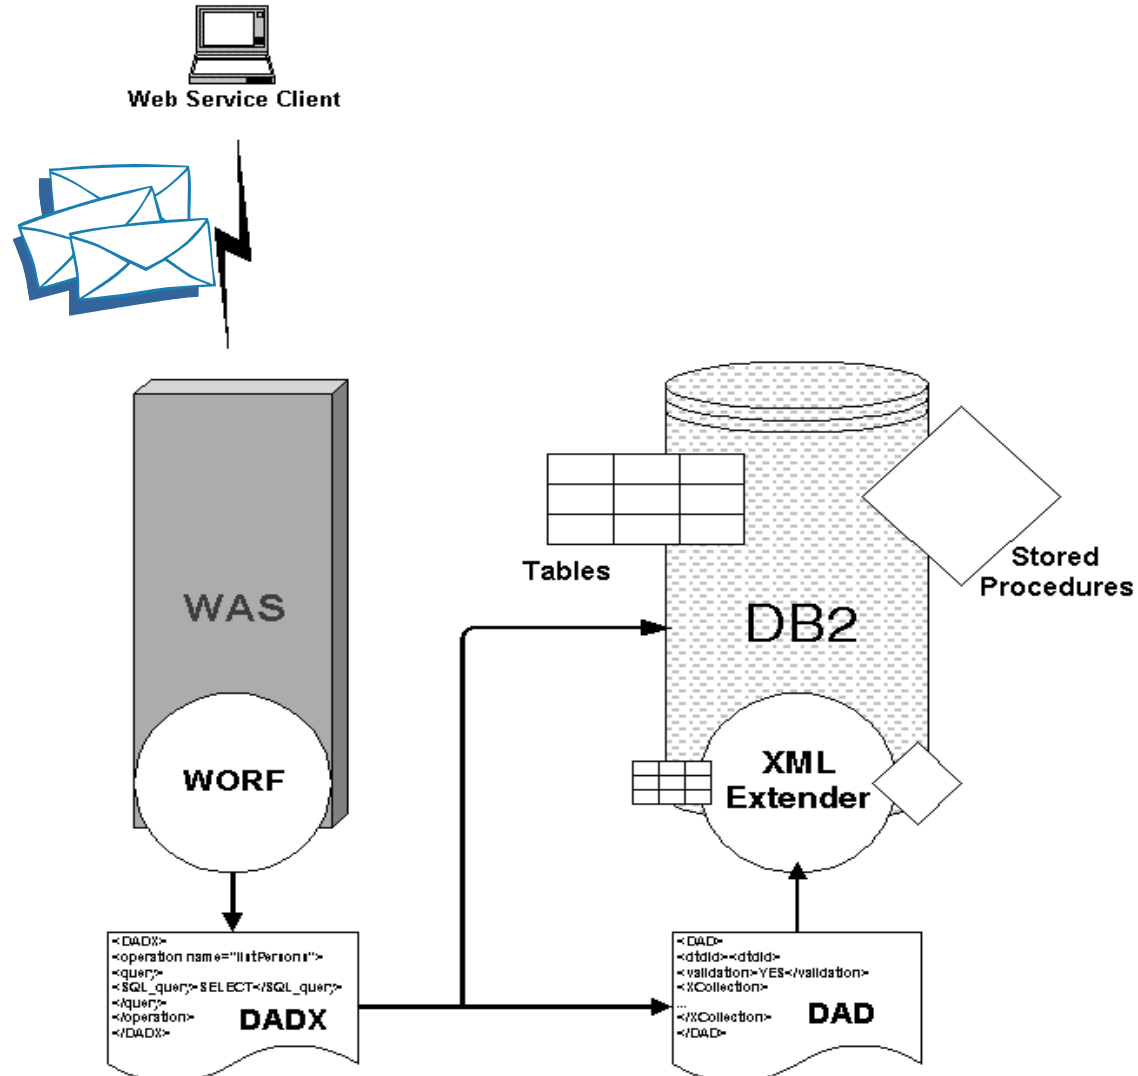 Web Service Client
WAS
WORF
Tables
Stored
Procedures
DB2
XML
Extender
<DADX>
<operation name="listPersons">
<query>
<SQL_query>SELECT</SQL_query>
</query>
</operation>
</DADX>
DADX
<DAD>
<dtdid><dtdid>
<validation>YES</validation>
<XCollection>
...
</XCollection>
</DAD>
DAD